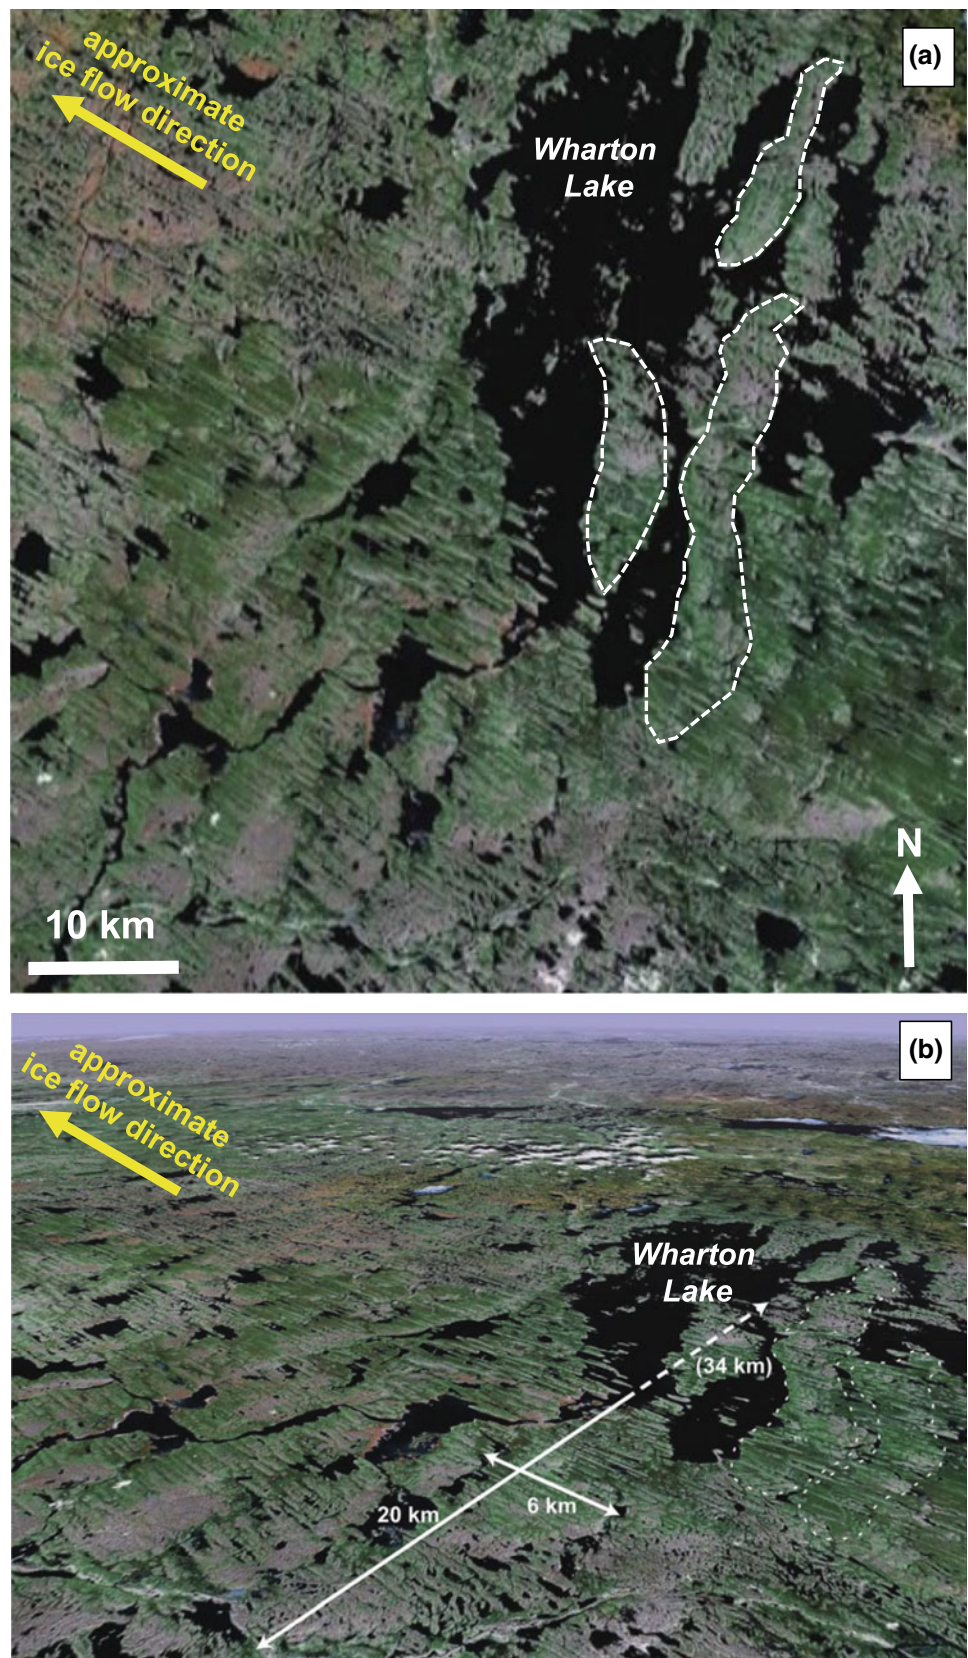 (a)
approximate
ice flow direction
Wharton
Lake
N
10 km
(b)
approximate
ice flow direction
Wharton
Lake
(34 km)
20 km
6 km